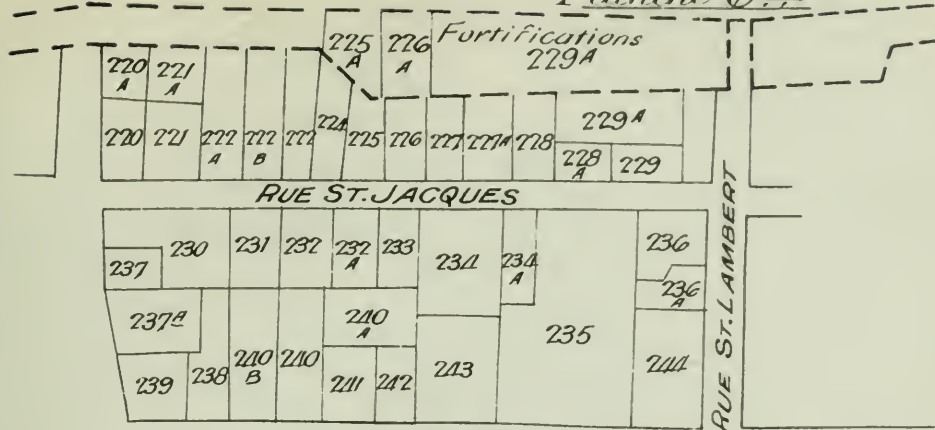 Fortifications
229A
225 A
226 A
220 A
221 A
220
221
222 A
222 B
222
224
225
226
227
227A
228
229A
228 A
229
RUE ST. JACQUES
RUE ST. LAMBERT
230
231
232
232 A
233
234
234 A
235
236
236 A
237
237A
238
239
240 B
240
240 A
241
242
243
244